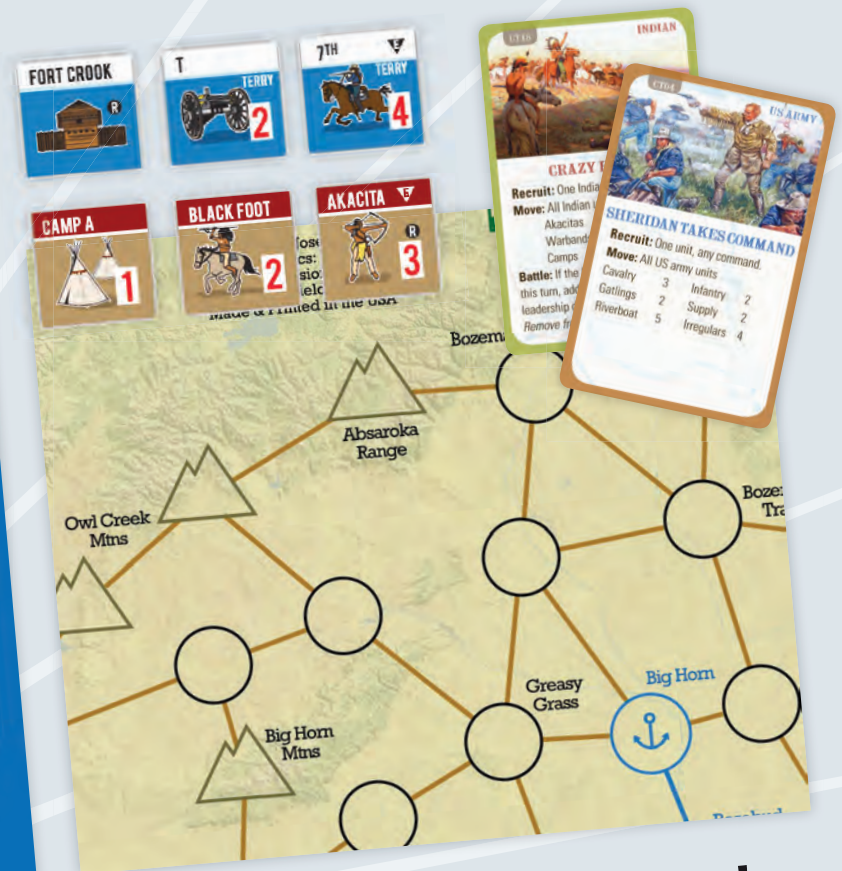 FORT CROOK
R
T
TERRY
2
7TH
E
TERRY
4
CAMP A
1
BLACK FOOT
2
AKACITA
E
R
3
Made & Printed in the USA
INDIAN
CRAZY
Recruit: One
Move: All Indian
Akacitas
Warband
Camps
Battle: If the
this turn, add
leadership
Remove
CT04
US ARMY
SHERIDAN TAKES COMMAND
Recruit: One unit, any command.
Move: All US army units
Cavalry 3 Infantry 2
Gatlings 2 Supply 2
Riverboat 5 Irregulars 4
Absaroka
Range
Owl Creek
Mtns
Greasy
Grass
Big Horn
Big Horn
Mtns